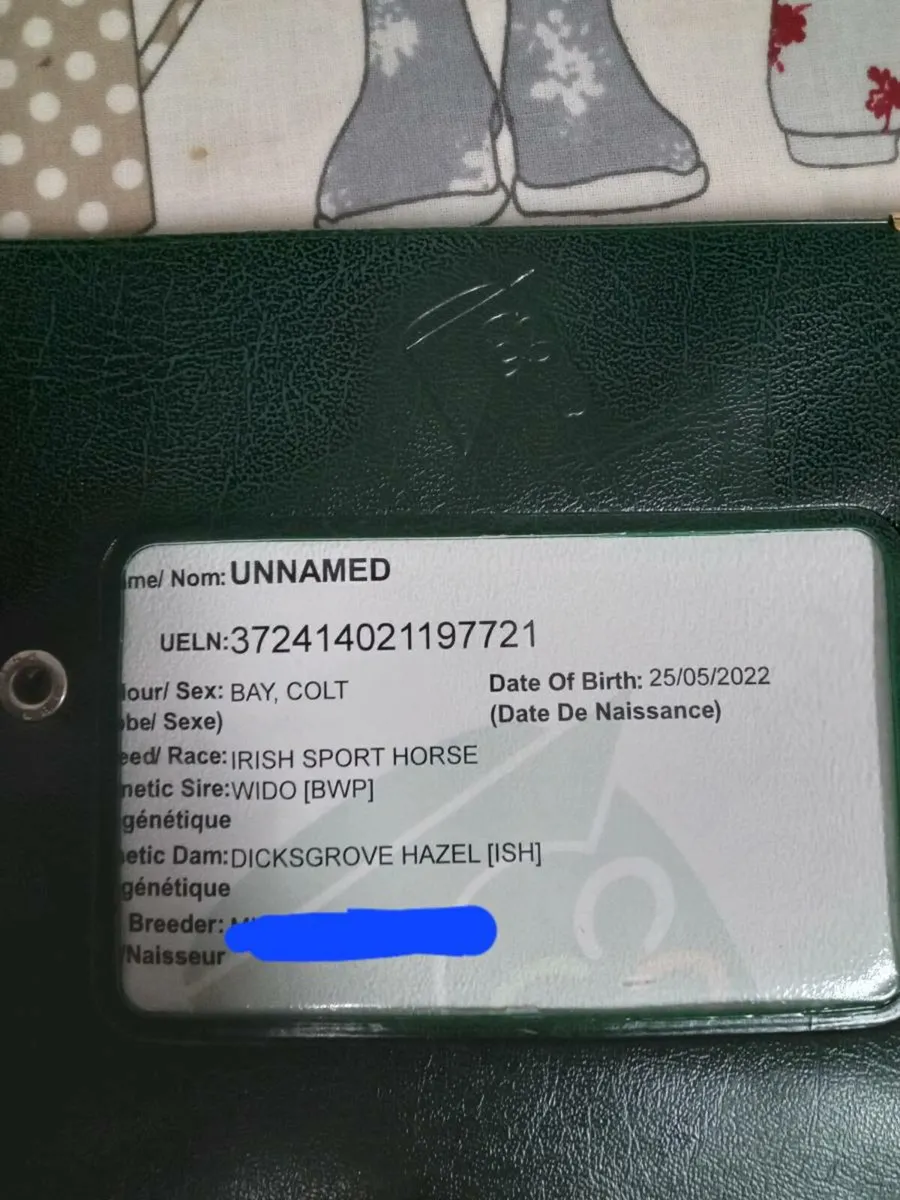 me/ Nom: UNNAMED
UELN:372414021197721
lour/ Sex: BAY, COLT
Date Of Birth: 25/05/2022
be/ Sexe)
(Date De Naissance)
eed/ Race: IRISH SPORT HORSE
netic Sire: WIDO [BWP]
génétique
etic Dam: DICKSGROVE HAZEL [ISH]
génétique
Breeder:
/Naisseur